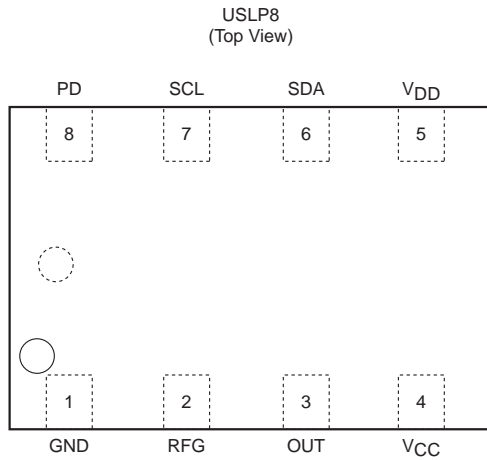 USLP8
(Top View)
PD SCL SDA VDD
8 7 6 5
1 2 3 4
GND RFG OUT VCC